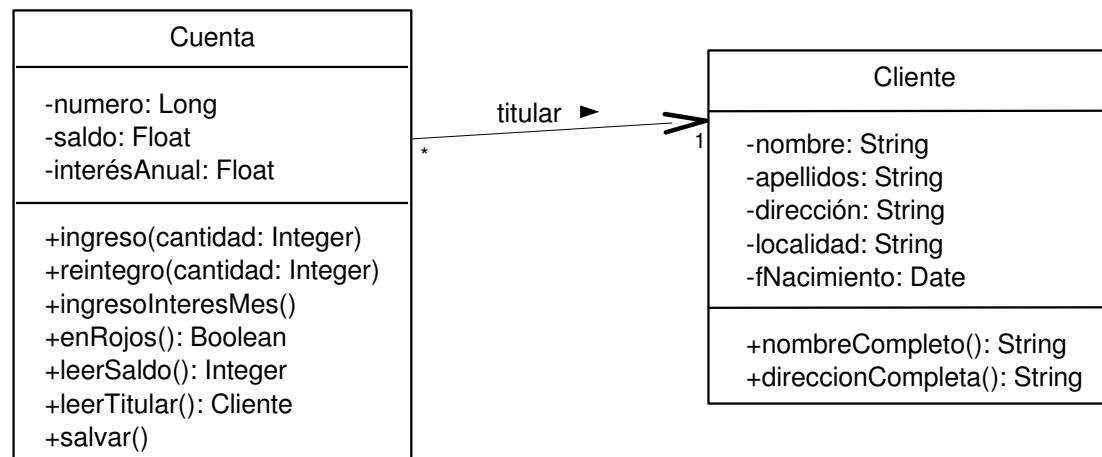 Cuenta
-numero: Long
-saldo: Float
-interésAnual: Float
+ingreso(cantidad: Integer)
+reintegro(cantidad: Integer)
+ingresoInteresMes()
+enRojos(): Boolean
+leerSaldo(): Integer
+leerTitular(): Cliente
+salvar()
titular ►
*
1
Cliente
-nombre: String
-apellidos: String
-dirección: String
-localidad: String
-fNacimiento: Date
+nombreCompleto(): String
+direccionCompleta(): String